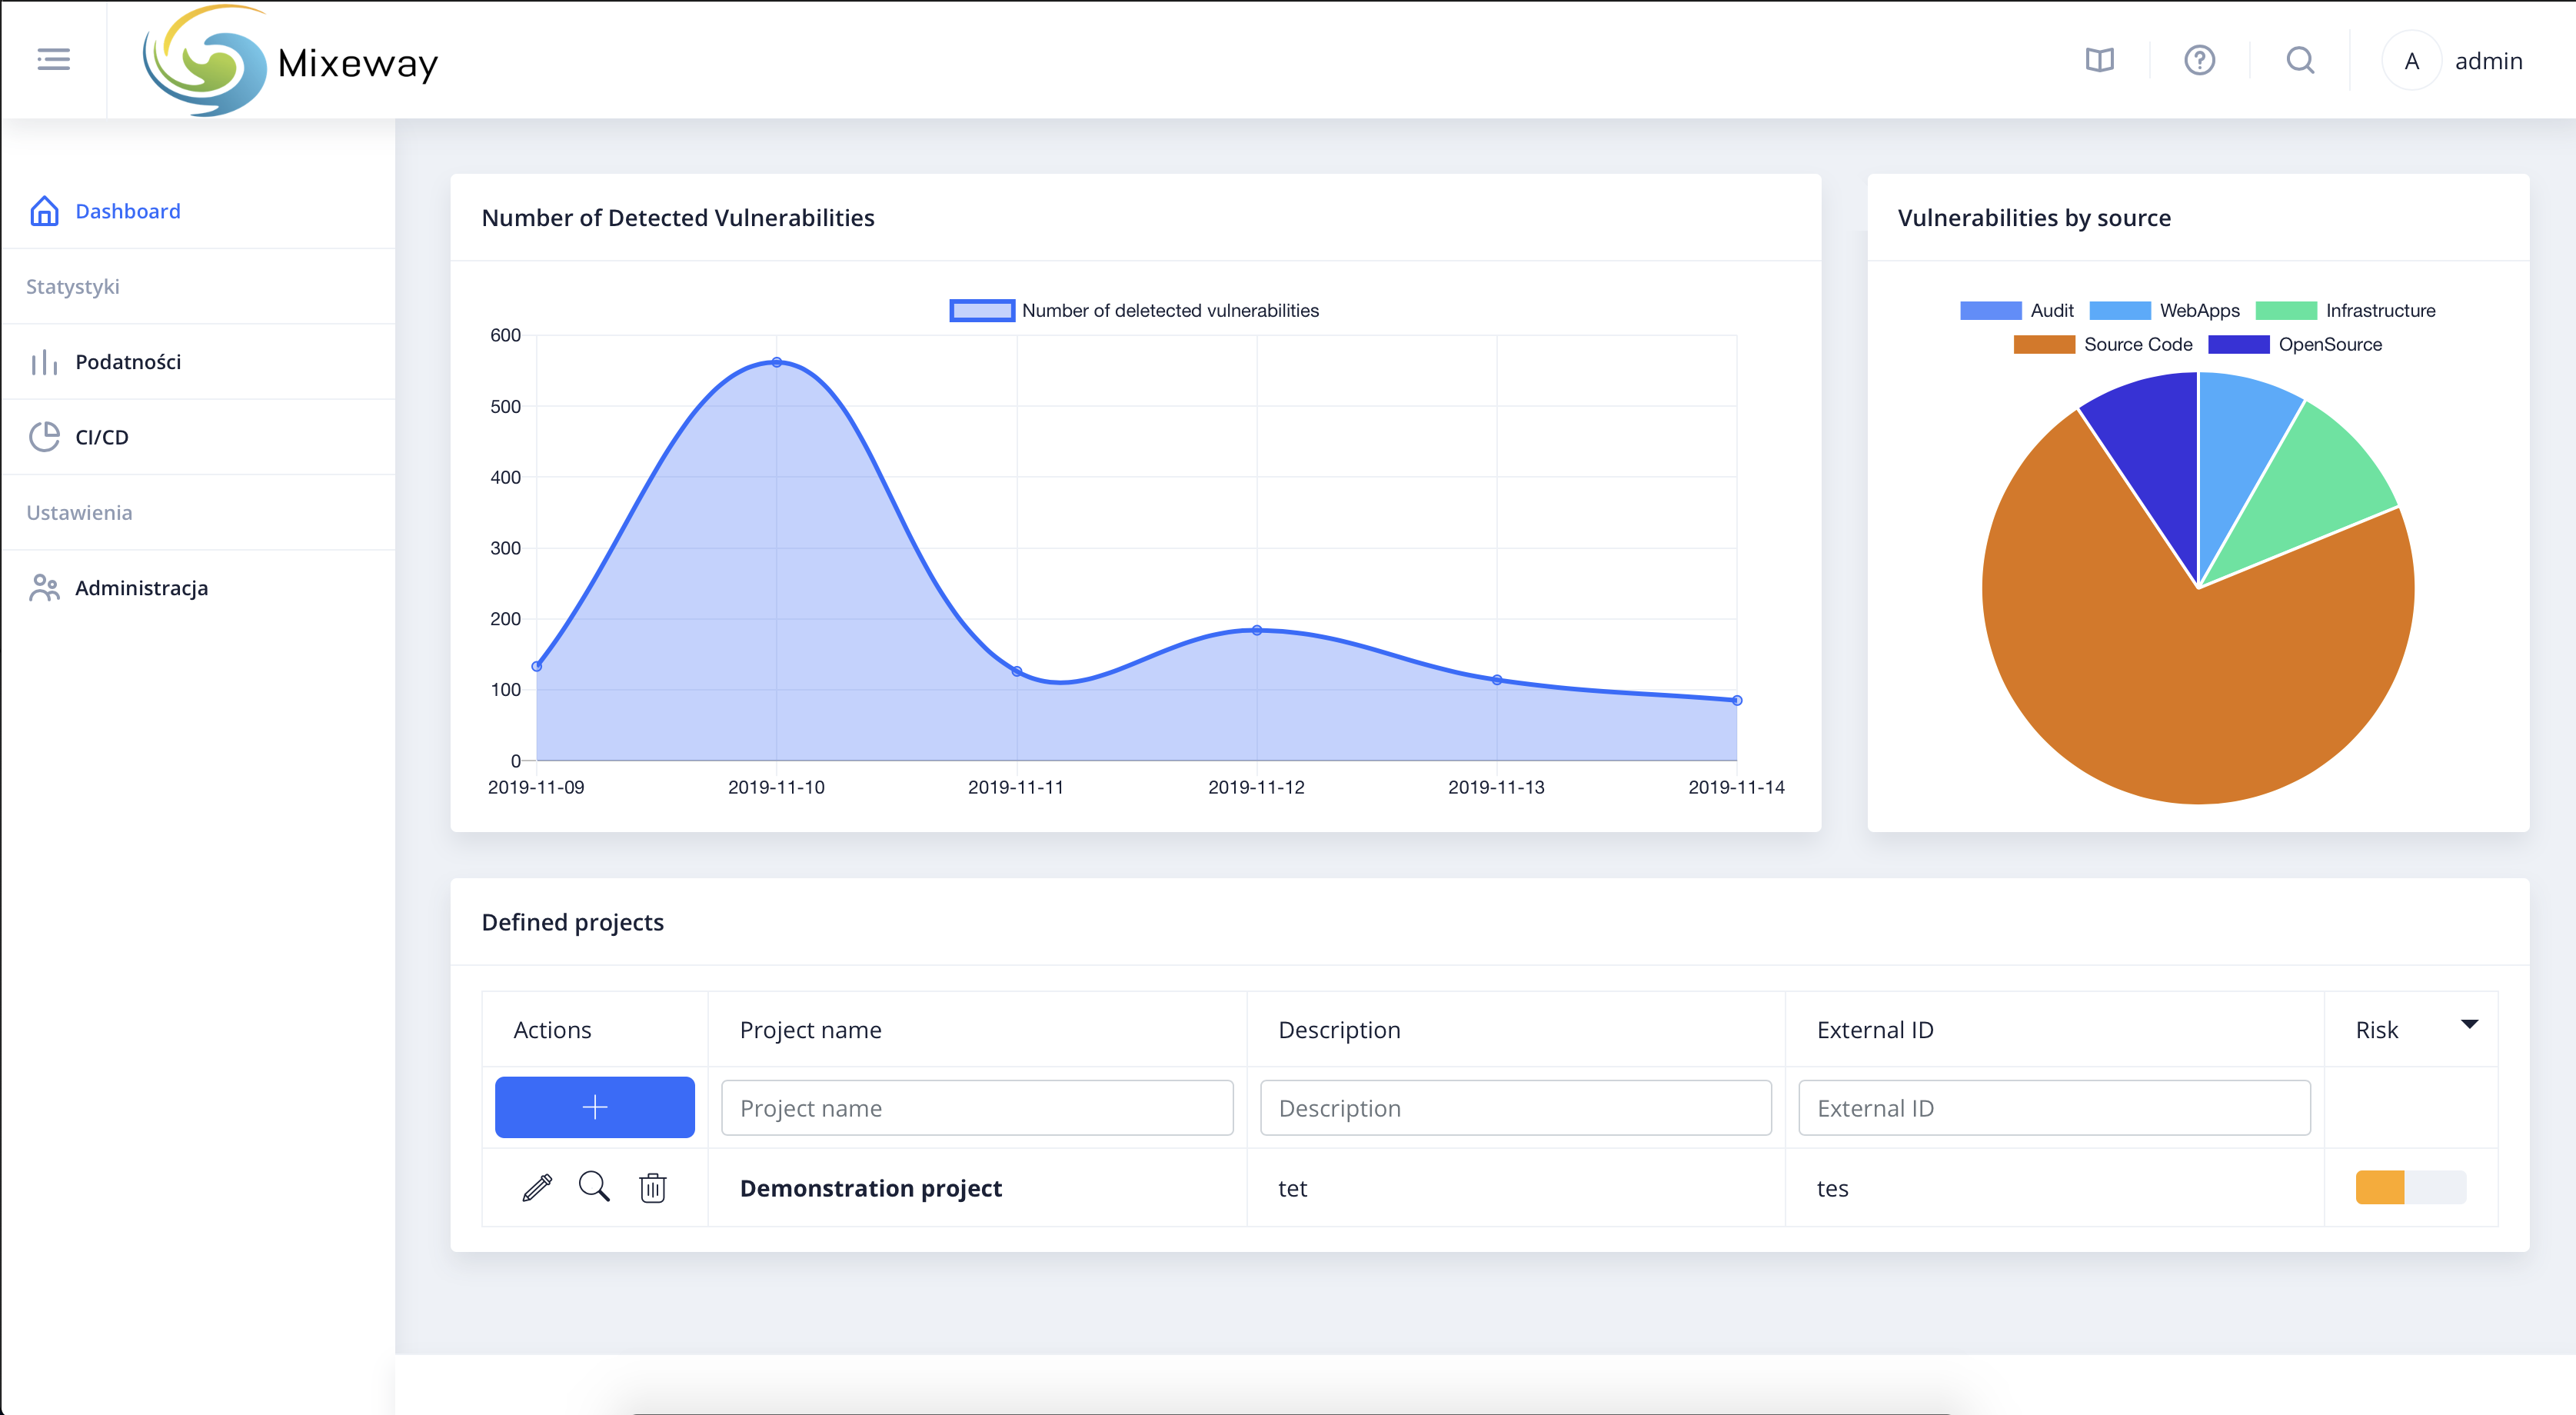 Mixeway
A admin
Dashboard
Statystyki
Podatności
CI/CD
Ustawienia
Administracja
Number of Detected Vulnerabilities
Number of deletected vulnerabilities
600
500
400
300
200
100
0
2019-11-09 2019-11-10 2019-11-11 2019-11-12 2019-11-13 2019-11-14
Vulnerabilities by source
Audit WebApps Infrastructure
Source Code OpenSource
Defined projects
Actions Project name Description External ID Risk
Project name Description External ID
Demonstration project tet tes